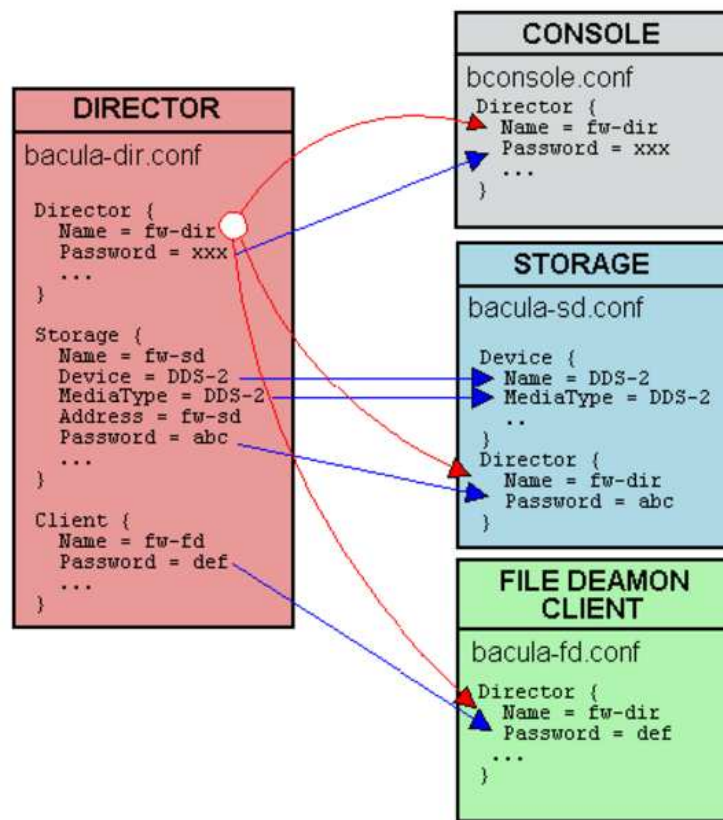 DIRECTOR
bacula-dir.conf
Director {
Name = fw-dir
Password = xxx
...
}
Storage {
Name = fw-sd
Device = DDS-2
MediaType = DDS-2
Address = fw-sd
Password = abc
...
}
Client {
Name = fw-fd
Password = def
...
}
CONSOLE
bconsole.conf
Director {
Name = fw-dir
Password = xxx
...
}
STORAGE
bacula-sd.conf
Device {
Name = DDS-2
MediaType = DDS-2
..
}
Director {
Name = fw-dir
Password = abc
}
FILE DEAMON
CLIENT
bacula-fd.conf
Director {
Name = fw-dir
Password = def
...
}